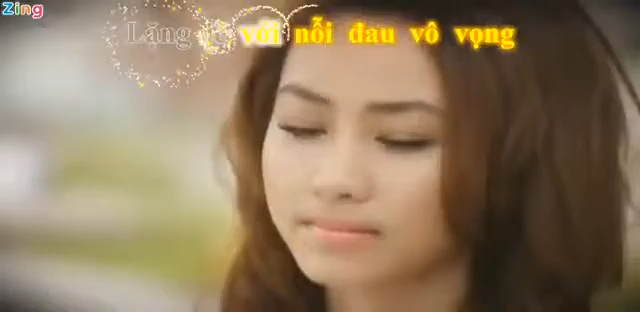 Zing
Lặng với nỗi đau vô vọng